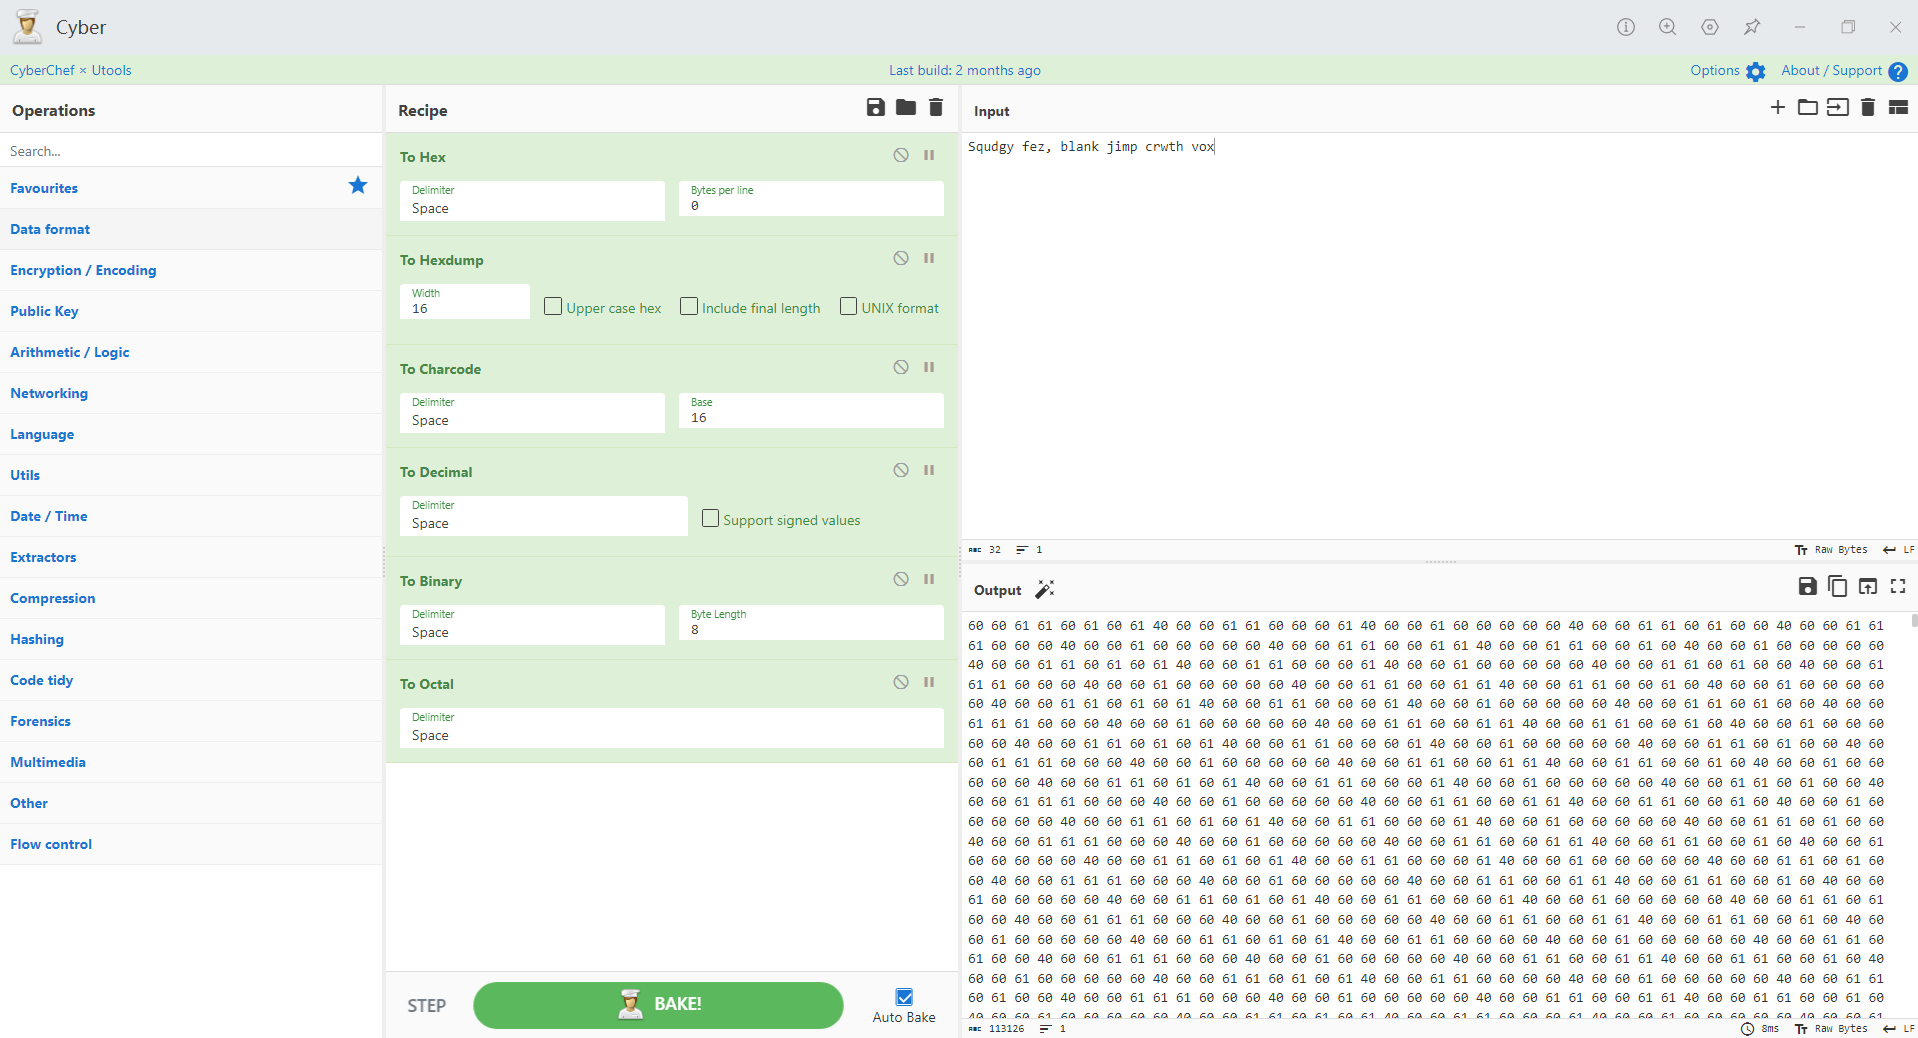 Cyber
CyberChef × Utools
Last build: 2 months ago
Options
About / Support
Operations
Search...
Favourites
Data format
Encryption / Encoding
Public Key
Arithmetic / Logic
Networking
Language
Utils
Date / Time
Extractors
Compression
Hashing
Code tidy
Forensics
Multimedia
Other
Flow control
Recipe
To Hex
Delimiter
Space
Bytes per line
0
To Hexdump
Width
16
Upper case hex
Include final length
UNIX format
To Charcode
Delimiter
Space
Base
16
To Decimal
Delimiter
Space
Support signed values
To Binary
Delimiter
Space
Byte Length
8
To Octal
Delimiter
Space
STEP
BAKE!
Auto Bake
Input
Squdgy fez, blank jimp crwth vox
32 1
Raw Bytes LF
Output
60 60 61 61 60 61 60 61 40 60 60 61 61 60 60 60 61 40 60 60 61 60 60 60 60 60 40 60 60 61 61 60 61 60 60 40 60 60 61 61
61 60 60 60 40 60 60 61 60 60 60 60 60 40 60 60 61 61 60 60 61 61 40 60 60 61 61 60 60 61 60 40 60 60 61 60 60 60 60 60
40 60 60 61 61 60 61 60 61 40 60 60 61 61 60 60 60 61 40 60 60 61 60 60 60 60 60 40 60 60 61 61 60 61 60 60 40 60 60 61
61 61 60 60 60 40 60 60 61 60 60 60 60 60 40 60 60 61 61 60 60 61 61 40 60 60 61 61 60 60 61 60 40 60 60 61 60 60 60 60
60 40 60 60 61 61 60 61 60 61 40 60 60 61 61 60 60 60 61 40 60 60 61 60 60 60 60 60 40 60 60 61 61 60 61 60 60 40 60 60
61 61 61 60 60 60 40 60 60 61 60 60 60 60 60 40 60 60 61 61 60 60 61 61 40 60 60 61 61 60 60 61 60 40 60 60 61 60 60 60
60 60 40 60 60 61 61 60 61 60 61 40 60 60 61 61 60 60 60 61 40 60 60 61 60 60 60 60 60 40 60 60 61 61 60 61 60 60 40 60
60 61 61 61 60 60 60 40 60 60 61 60 60 60 60 60 40 60 60 61 61 60 60 61 61 40 60 60 61 61 60 60 61 60 40 60 60 61 60 60
60 60 60 40 60 60 61 61 60 61 60 61 40 60 60 61 61 60 60 60 61 40 60 60 61 60 60 60 60 60 40 60 60 61 61 60 61 60 60 40
60 60 61 61 61 60 60 60 40 60 60 61 60 60 60 60 60 40 60 60 61 61 60 60 61 61 40 60 60 61 61 60 60 61 60 40 60 60 61 60
60 60 60 60 40 60 60 61 61 60 61 60 61 40 60 60 61 61 60 60 60 61 40 60 60 61 60 60 60 60 60 40 60 60 61 61 60 61 60 60
40 60 60 61 61 61 60 60 60 40 60 60 61 60 60 60 60 60 40 60 60 61 61 60 60 61 61 40 60 60 61 61 60 60 61 60 40 60 60 61
60 60 60 60 60 40 60 60 61 61 60 61 60 61 40 60 60 61 61 60 60 60 61 40 60 60 61 60 60 60 60 60 40 60 60 61 61 60 61 60
60 40 60 60 61 61 61 60 60 60 40 60 60 61 60 60 60 60 60 40 60 60 61 61 60 60 61 61 40 60 60 61 61 60 60 61 60 40 60 60
61 60 60 60 60 60 40 60 60 61 61 60 61 60 61 40 60 60 61 61 60 60 60 61 40 60 60 61 60 60 60 60 60 40 60 60 61 61 60 61
60 60 40 60 60 61 61 61 60 60 60 40 60 60 61 60 60 60 60 60 40 60 60 61 61 60 60 61 61 40 60 60 61 61 60 60 61 60 40 60
60 61 60 60 60 60 60 40 60 60 61 61 60 61 60 61 40 60 60 61 61 60 60 60 60 40 60 60 61 60 60 60 60 60 40 60 60 61 61 60
61 60 60 40 60 60 61 61 61 60 60 60 40 60 60 61 60 60 60 60 60 40 60 60 61 61 60 60 61 61 40 60 60 61 61 60 60 61 60 40
60 60 61 60 60 60 60 60 40 60 60 61 61 60 61 60 61 40 60 60 61 61 60 60 60 60 40 60 60 61 60 60 60 60 60 40 60 60 61 61
60 61 60 60 40 60 60 61 61 61 60 60 60 40 60 60 61 60 60 60 60 60 40 60 60 61 61 60 60 61 61 40 60 60 61 61 60 60 61 60
113126 1
8ms Raw Bytes LF